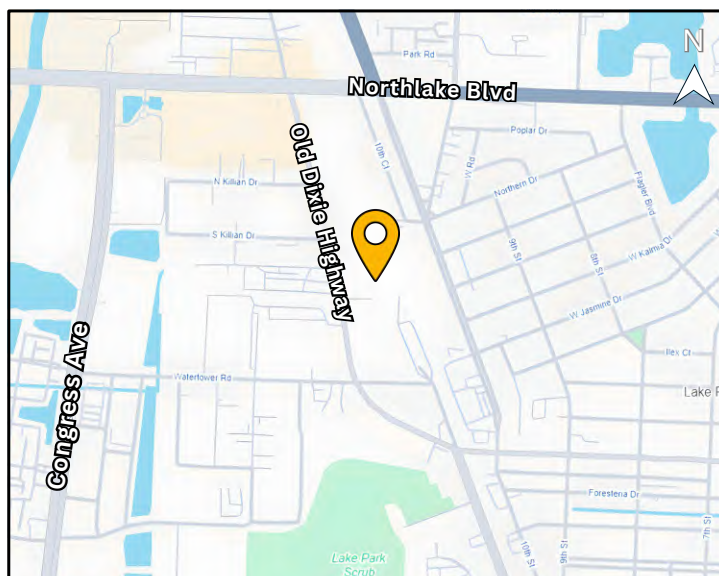 N
Park Rd
Northlake Blvd
Poplar Dr
10th Ct
Old Dixie Highway
W Rd
N Killian Dr
Northern Dr
Flagler Blvd
S Killian Dr
9th St
8th St
W Kalmia Dr
W Jasmine Dr
Congress Ave
Ilex Ct
Watertower Rd
Lake P
Foresteria Dr
Lake Park
Scrub
10th St
9th St
7th St